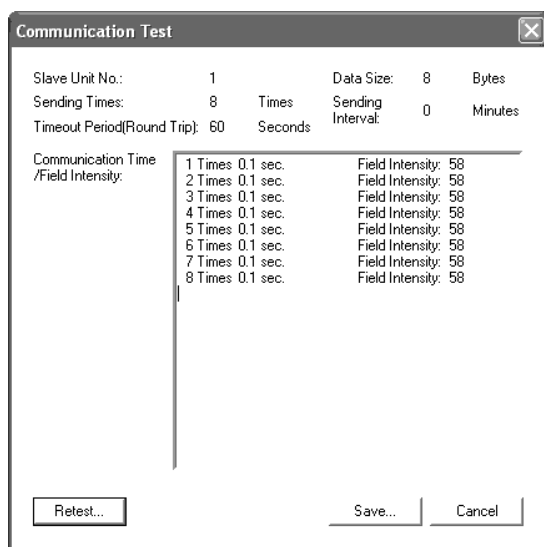 Communication Test
Slave Unit No.: 1 Data Size: 8 Bytes
Sending Times: 8 Times Sending Interval: 0 Minutes
Timeout Period(Round Trip): 60 Seconds
Communication Time
/Field Intensity:
1 Times 0.1 sec. Field Intensity: 58
2 Times 0.1 sec. Field Intensity: 58
3 Times 0.1 sec. Field Intensity: 58
4 Times 0.1 sec. Field Intensity: 58
5 Times 0.1 sec. Field Intensity: 58
6 Times 0.1 sec. Field Intensity: 58
7 Times 0.1 sec. Field Intensity: 58
8 Times 0.1 sec. Field Intensity: 58
Retest... Save... Cancel